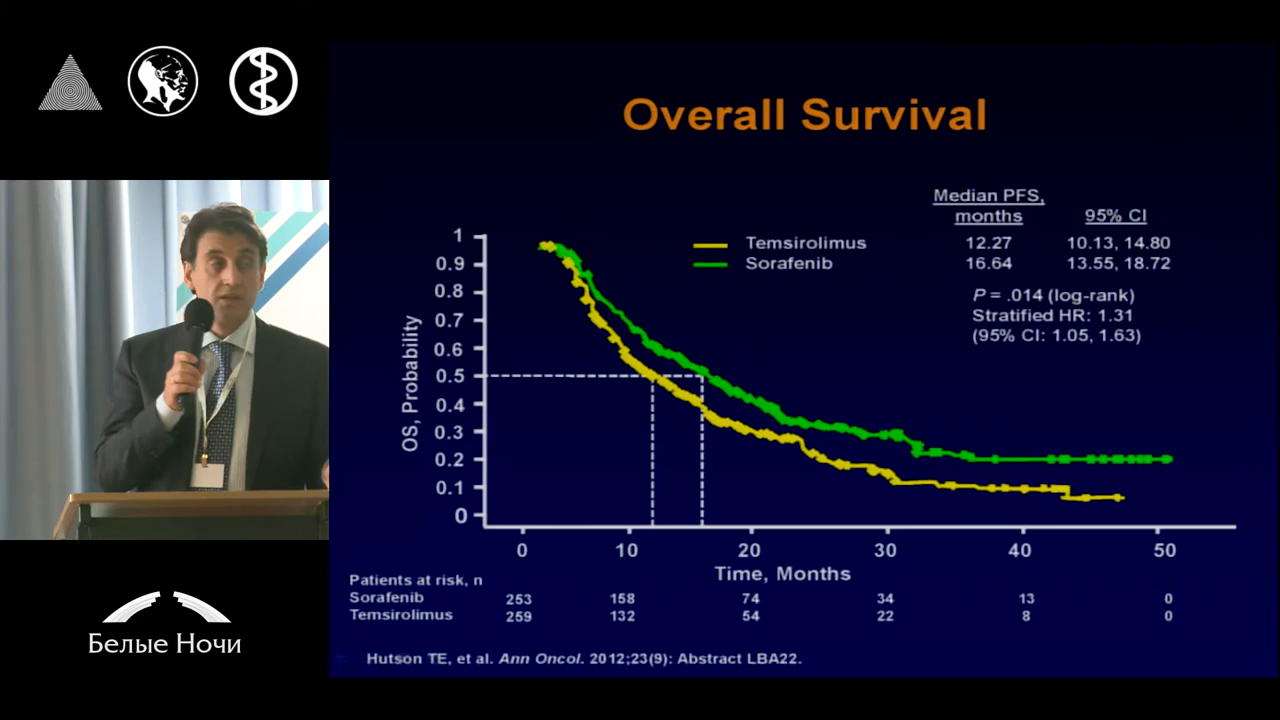 Overall Survival
Median PFS,
months 95% CI
Temsirolimus 12.27 10.13, 14.80
Sorafenib 16.64 13.55, 18.72
P = .014 (log-rank)
Stratified HR: 1.31
(95% CI: 1.05, 1.63)
OS, Probability
1
0.9
0.8
0.7
0.6
0.5
0.4
0.3
0.2
0.1
0
0 10 20 30 40 50
Time, Months
Patients at risk, n
Sorafenib 253 158 74 34 13 0
Temsirolimus 259 132 54 22 8 0
Hutson TE, et al. Ann Oncol. 2012;23(9): Abstract LBA22.
Белые Ночи